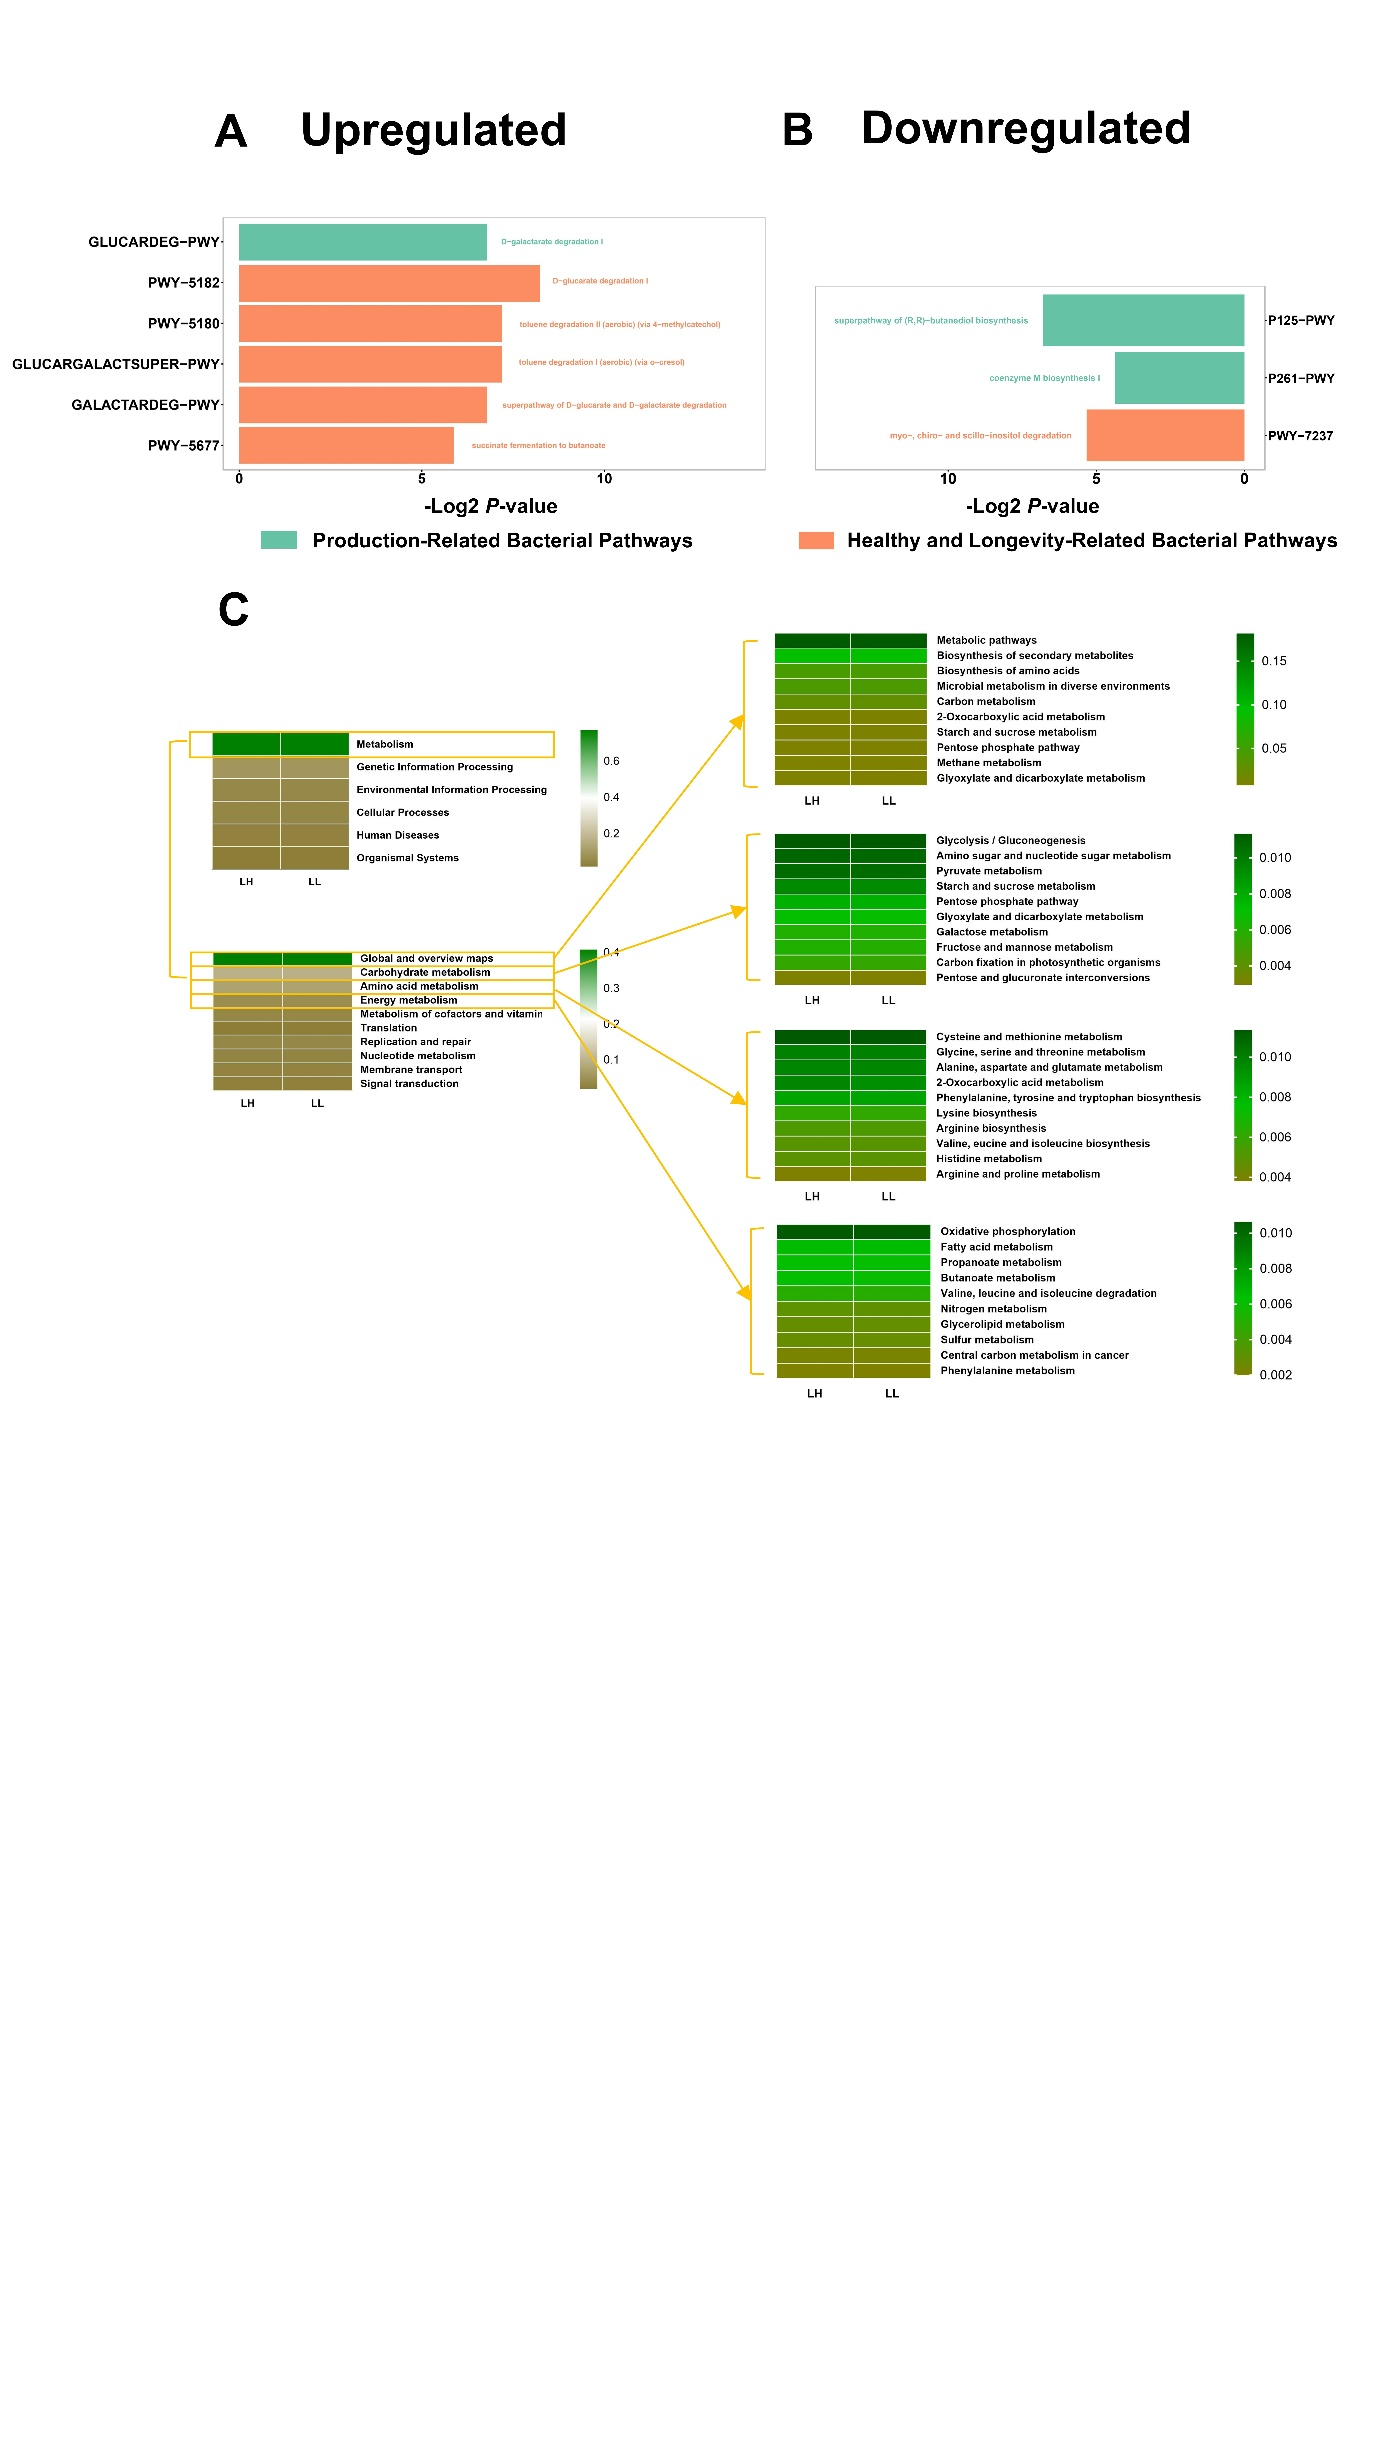 A Upregulated
B Downregulated
GLUCARDEG−PWY
D−galactarate degradation I
PWY−5182
D−glucarate degradation I
PWY−5180
toluene degradation II (aerobic) (via 4−methylcatechol)
GLUCARGALACTSUPER−PWY
toluene degradation I (aerobic) (via o−cresol)
GALACTARDEG−PWY
superpathway of D−glucarate and D−galactarate degradation
PWY−5677
succinate fermentation to butanoate
0 5 10
-Log2 P-value
superpathway of (R,R)−butanediol biosynthesis
P125−PWY
coenzyme M biosynthesis I
P261−PWY
myo−, chiro− and scillo−inositol degradation
PWY−7237
10 5 0
-Log2 P-value
Production-Related Bacterial Pathways
Healthy and Longevity-Related Bacterial Pathways
C
Metabolism
Genetic Information Processing
Environmental Information Processing
Cellular Processes
Human Diseases
Organismal Systems
LH LL
0.6
0.4
0.2
Global and overview maps
Carbohydrate metabolism
Amino acid metabolism
Energy metabolism
Metabolism of cofactors and vitamin
Translation
Replication and repair
Nucleotide metabolism
Membrane transport
Signal transduction
LH LL
0.4
0.3
0.2
0.1
Metabolic pathways
Biosynthesis of secondary metabolites
Biosynthesis of amino acids
Microbial metabolism in diverse environments
Carbon metabolism
2-Oxocarboxylic acid metabolism
Starch and sucrose metabolism
Pentose phosphate pathway
Methane metabolism
Glyoxylate and dicarboxylate metabolism
LH LL
0.15
0.10
0.05
Glycolysis / Gluconeogenesis
Amino sugar and nucleotide sugar metabolism
Pyruvate metabolism
Starch and sucrose metabolism
Pentose phosphate pathway
Glyoxylate and dicarboxylate metabolism
Galactose metabolism
Fructose and mannose metabolism
Carbon fixation in photosynthetic organisms
Pentose and glucuronate interconversions
LH LL
0.010
0.008
0.006
0.004
Cysteine and methionine metabolism
Glycine, serine and threonine metabolism
Alanine, aspartate and glutamate metabolism
2-Oxocarboxylic acid metabolism
Phenylalanine, tyrosine and tryptophan biosynthesis
Lysine biosynthesis
Arginine biosynthesis
Valine, eucine and isoleucine biosynthesis
Histidine metabolism
Arginine and proline metabolism
LH LL
0.010
0.008
0.006
0.004
Oxidative phosphorylation
Fatty acid metabolism
Propanoate metabolism
Butanoate metabolism
Valine, leucine and isoleucine degradation
Nitrogen metabolism
Glycerolipid metabolism
Sulfur metabolism
Central carbon metabolism in cancer
Phenylalanine metabolism
LH LL
0.010
0.008
0.006
0.004
0.002